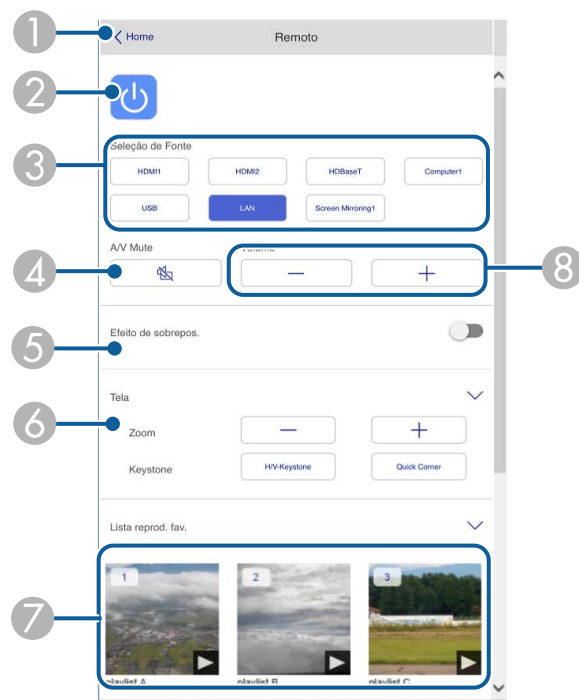 1
Home
Remoto
2
Seleção de Fonte
3
HDMI1
HDMI2
HDBaseT
Computer1
USB
LAN
Screen Mirroring1
A/V Mute
Volume
4
8
Efeito de sobrepos.
5
Tela
6
Zoom
Keystone
H/V-Keystone
Quick Corner
Lista reprod. fav.
1
2
3
7
playlist A
playlist B
playlist C